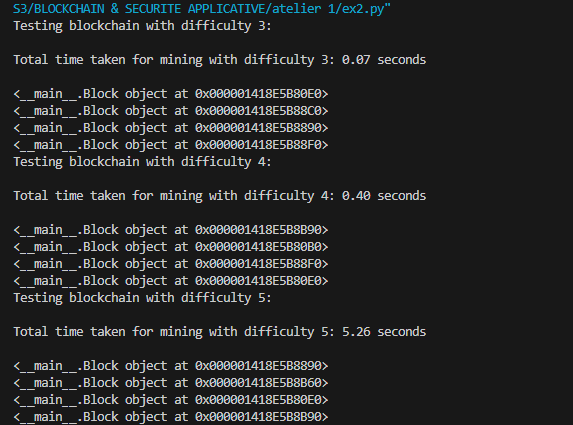 S3/BLOCKCHAIN & SECURITE APPLICATIVE/atelier 1/ex2.py"
Testing blockchain with difficulty 3:
Total time taken for mining with difficulty 3: 0.07 seconds
<__main__.Block object at 0x000001418E5B80E0>
<__main__.Block object at 0x000001418E5B88C0>
<__main__.Block object at 0x000001418E5B8890>
<__main__.Block object at 0x000001418E5B88F0>
Testing blockchain with difficulty 4:
Total time taken for mining with difficulty 4: 0.40 seconds
<__main__.Block object at 0x000001418E5B8B90>
<__main__.Block object at 0x000001418E5B80B0>
<__main__.Block object at 0x000001418E5B88F0>
<__main__.Block object at 0x000001418E5B80E0>
Testing blockchain with difficulty 5:
Total time taken for mining with difficulty 5: 5.26 seconds
<__main__.Block object at 0x000001418E5B8890>
<__main__.Block object at 0x000001418E5B8B60>
<__main__.Block object at 0x000001418E5B80E0>
<__main__.Block object at 0x000001418E5B8B90>